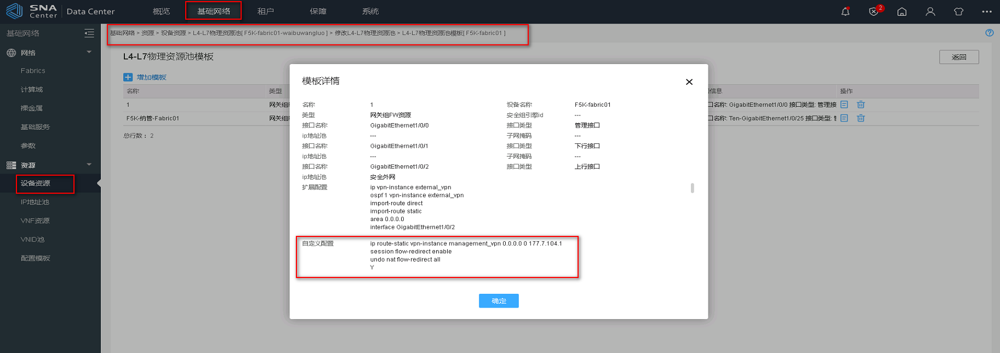 SNA Center Data Center 概览 基础网络 租户 保障 系统 2
基础网络
网络
Fabrics
计算域
裸金属
基础服务
参数
资源
设备资源
IP地址池
VNF资源
VNID池
配置模板
基础网络 > 资源 > 设备资源 > L4-L7物理资源池[ F5K-fabric01-waibuwangluo ] > 修改L4-L7物理资源池 > L4-L7物理资源池模板[ F5K-fabric01 ]
L4-L7物理资源池模板
返回
增加模板
名称 类型 信息 操作
1 网关组 口名称: GigabitEthernet1/0/0 接口类型: 管理接
F5K-纳管-Fabric01 网关组 口名称: Ten-GigabitEthernet1/0/25 接口类型:
总行数： 2
模板详情
名称 1 设备名称 F5K-fabric01
类型 网关组FW资源 安全组引擎id ---
接口名称 GigabitEthernet1/0/0 接口类型 管理接口
ip地址池 --- 子网掩码 ---
接口名称 GigabitEthernet1/0/1 接口类型 下行接口
ip地址池 --- 子网掩码 ---
接口名称 GigabitEthernet1/0/2 接口类型 上行接口
ip地址池 安全外网
扩展配置 ip vpn-instance external_vpn
ospf 1 vpn-instance external_vpn
import-route direct
import-route static
area 0.0.0.0
interface GigabitEthernet1/0/2
自定义配置 ip route-static vpn-instance management_vpn 0.0.0.0 0 177.7.104.1
session flow-redirect enable
undo nat flow-redirect all
Y
确定